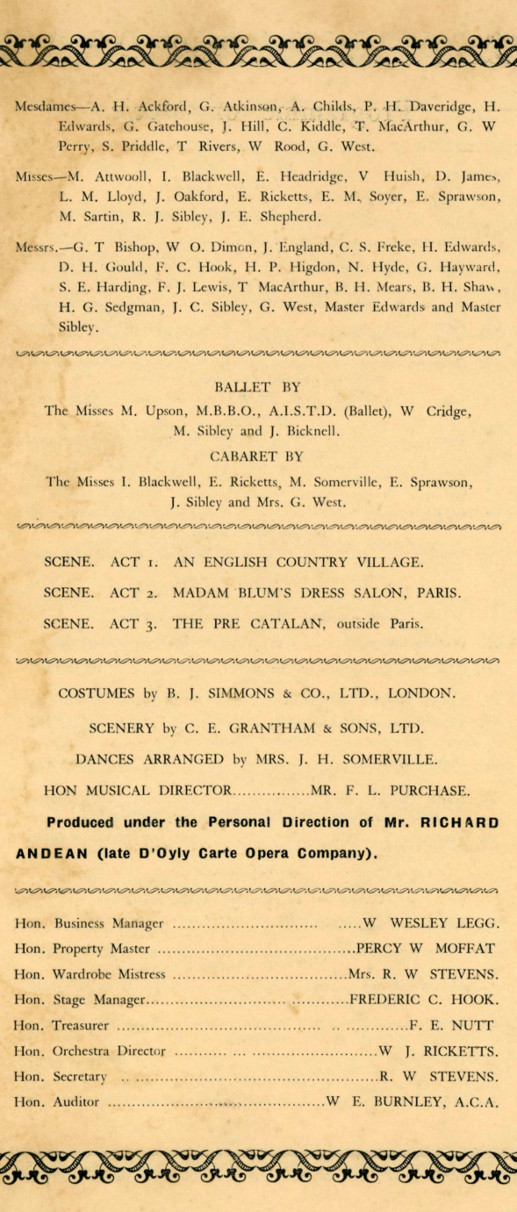 Mesdames—A. H. Ackford, G. Atkinson, A. Childs, P. H. Daveridge, H.
Edwards, G. Gatehouse, J. Hill, C. Kiddle, T. MacArthur, G. W
Perry, S. Priddle, T Rivers, W Rood, G. West.
Misses—M. Attwooll, I. Blackwell, E. Headridge, V Huish, D. James,
L. M. Lloyd, J. Oakford, E. Ricketts, E. M. Soyer, E. Sprawson,
M. Sartin, R. J. Sibley, J. E. Shepherd.
Messrs.—G. T Bishop, W O. Dimon, J. England, C. S. Freke, H. Edwards,
D. H. Gould, F. C. Hook, H. P. Higdon, N. Hyde, G. Hayward,
S. E. Harding, F. J. Lewis, T MacArthur, B. H. Mears, B. H. Shaw,
H. G. Sedgman, J. C. Sibley, G. West, Master Edwards and Master
Sibley.
BALLET BY
The Misses M. Upson, M.B.B.O., A.I.S.T.D. (Ballet), W Cridge,
M. Sibley and J. Bicknell.
CABARET BY
The Misses I. Blackwell, E. Ricketts, M. Somerville, E. Sprawson,
J. Sibley and Mrs. G. West.
SCENE. ACT 1. AN ENGLISH COUNTRY VILLAGE.
SCENE. ACT 2. MADAM BLUM'S DRESS SALON, PARIS.
SCENE. ACT 3. THE PRE CATALAN, outside Paris.
COSTUMES by B. J. SIMMONS & CO., LTD., LONDON.
SCENERY by C. E. GRANTHAM & SONS, LTD.
DANCES ARRANGED by MRS. J. H. SOMERVILLE.
HON MUSICAL DIRECTOR...............MR. F. L. PURCHASE.
Produced under the Personal Direction of Mr. RICHARD
ANDEAN (late D'Oyly Carte Opera Company).
Hon. Business Manager .............................. .....W WESLEY LEGG.
Hon. Property Master ........................................PERCY W MOFFAT
Hon. Wardrobe Mistress ...................................Mrs. R. W STEVENS.
Hon. Stage Manager.........................................FREDERIC C. HOOK.
Hon. Treasurer ........................................ .. ..............F. E. NUTT
Hon. Orchestra Director .......... ... .........................W J. RICKETTS.
Hon. Secretary .. ..................................................R. W STEVENS.
Hon. Auditor ............................................W E. BURNLEY, A.C.A.